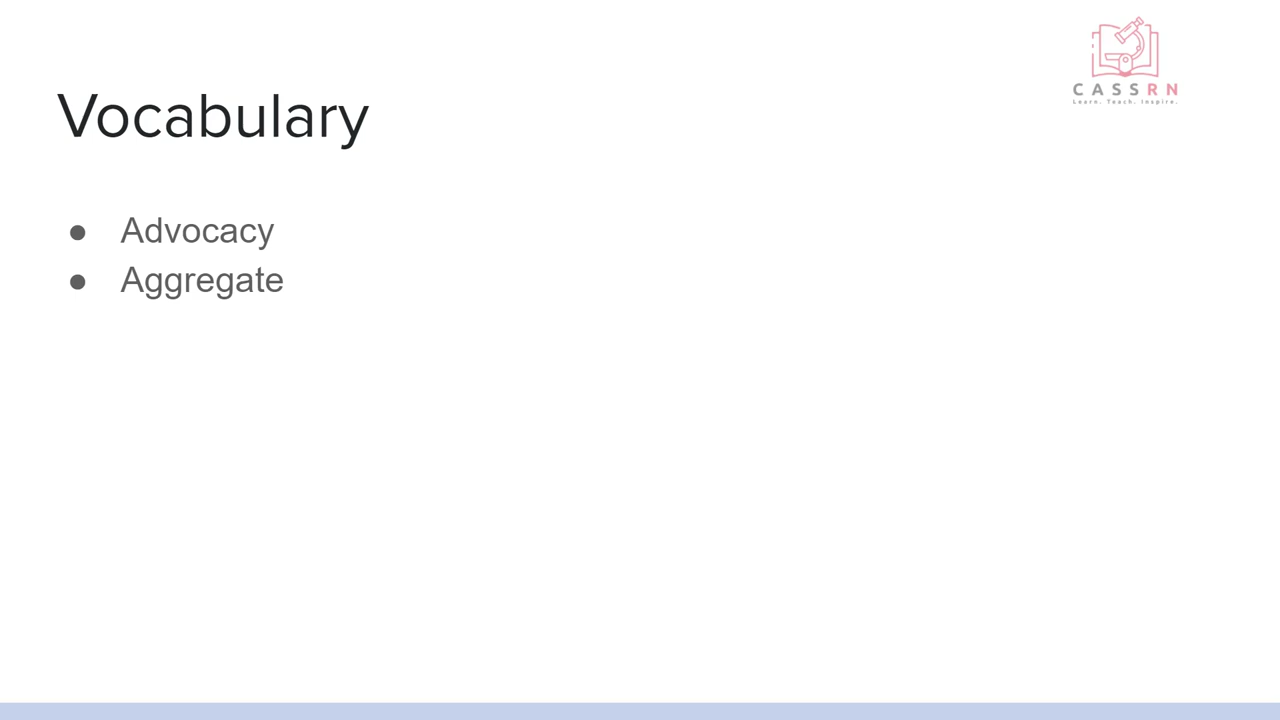 CASSRN
Learn. Teach. Inspire.
Vocabulary
● Advocacy
● Aggregate